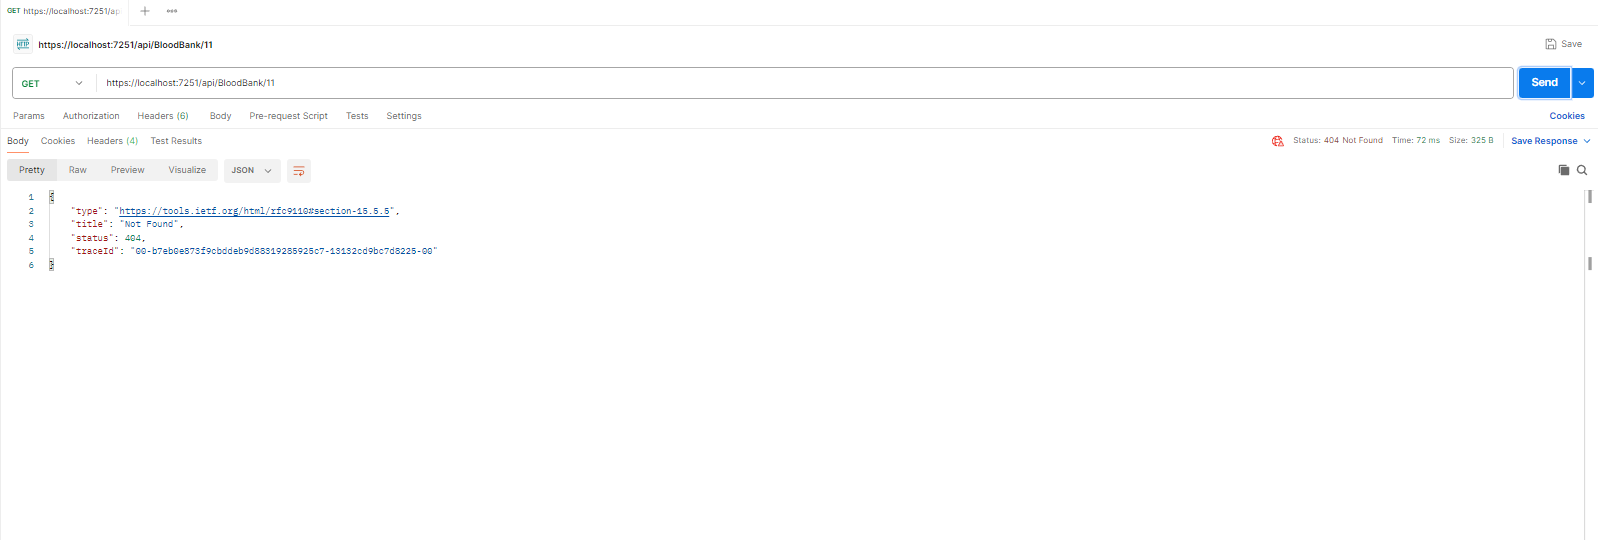 GET https://localhost:7251/ap
HTTP https://localhost:7251/api/BloodBank/11 Save
GET https://localhost:7251/api/BloodBank/11 Send
Params Authorization Headers (6) Body Pre-request Script Tests Settings Cookies
Body Cookies Headers (4) Test Results Status: 404 Not Found Time: 72 ms Size: 325 B Save Response
Pretty Raw Preview Visualize JSON
1 {
2 "type": "https://tools.ietf.org/html/rfc9110#section-15.5.5",
3 "title": "Not Found",
4 "status": 404,
5 "traceId": "00-b7eb0e873f9cbddeb9d88319285925c7-13132cd9bc7d8225-00"
6 }